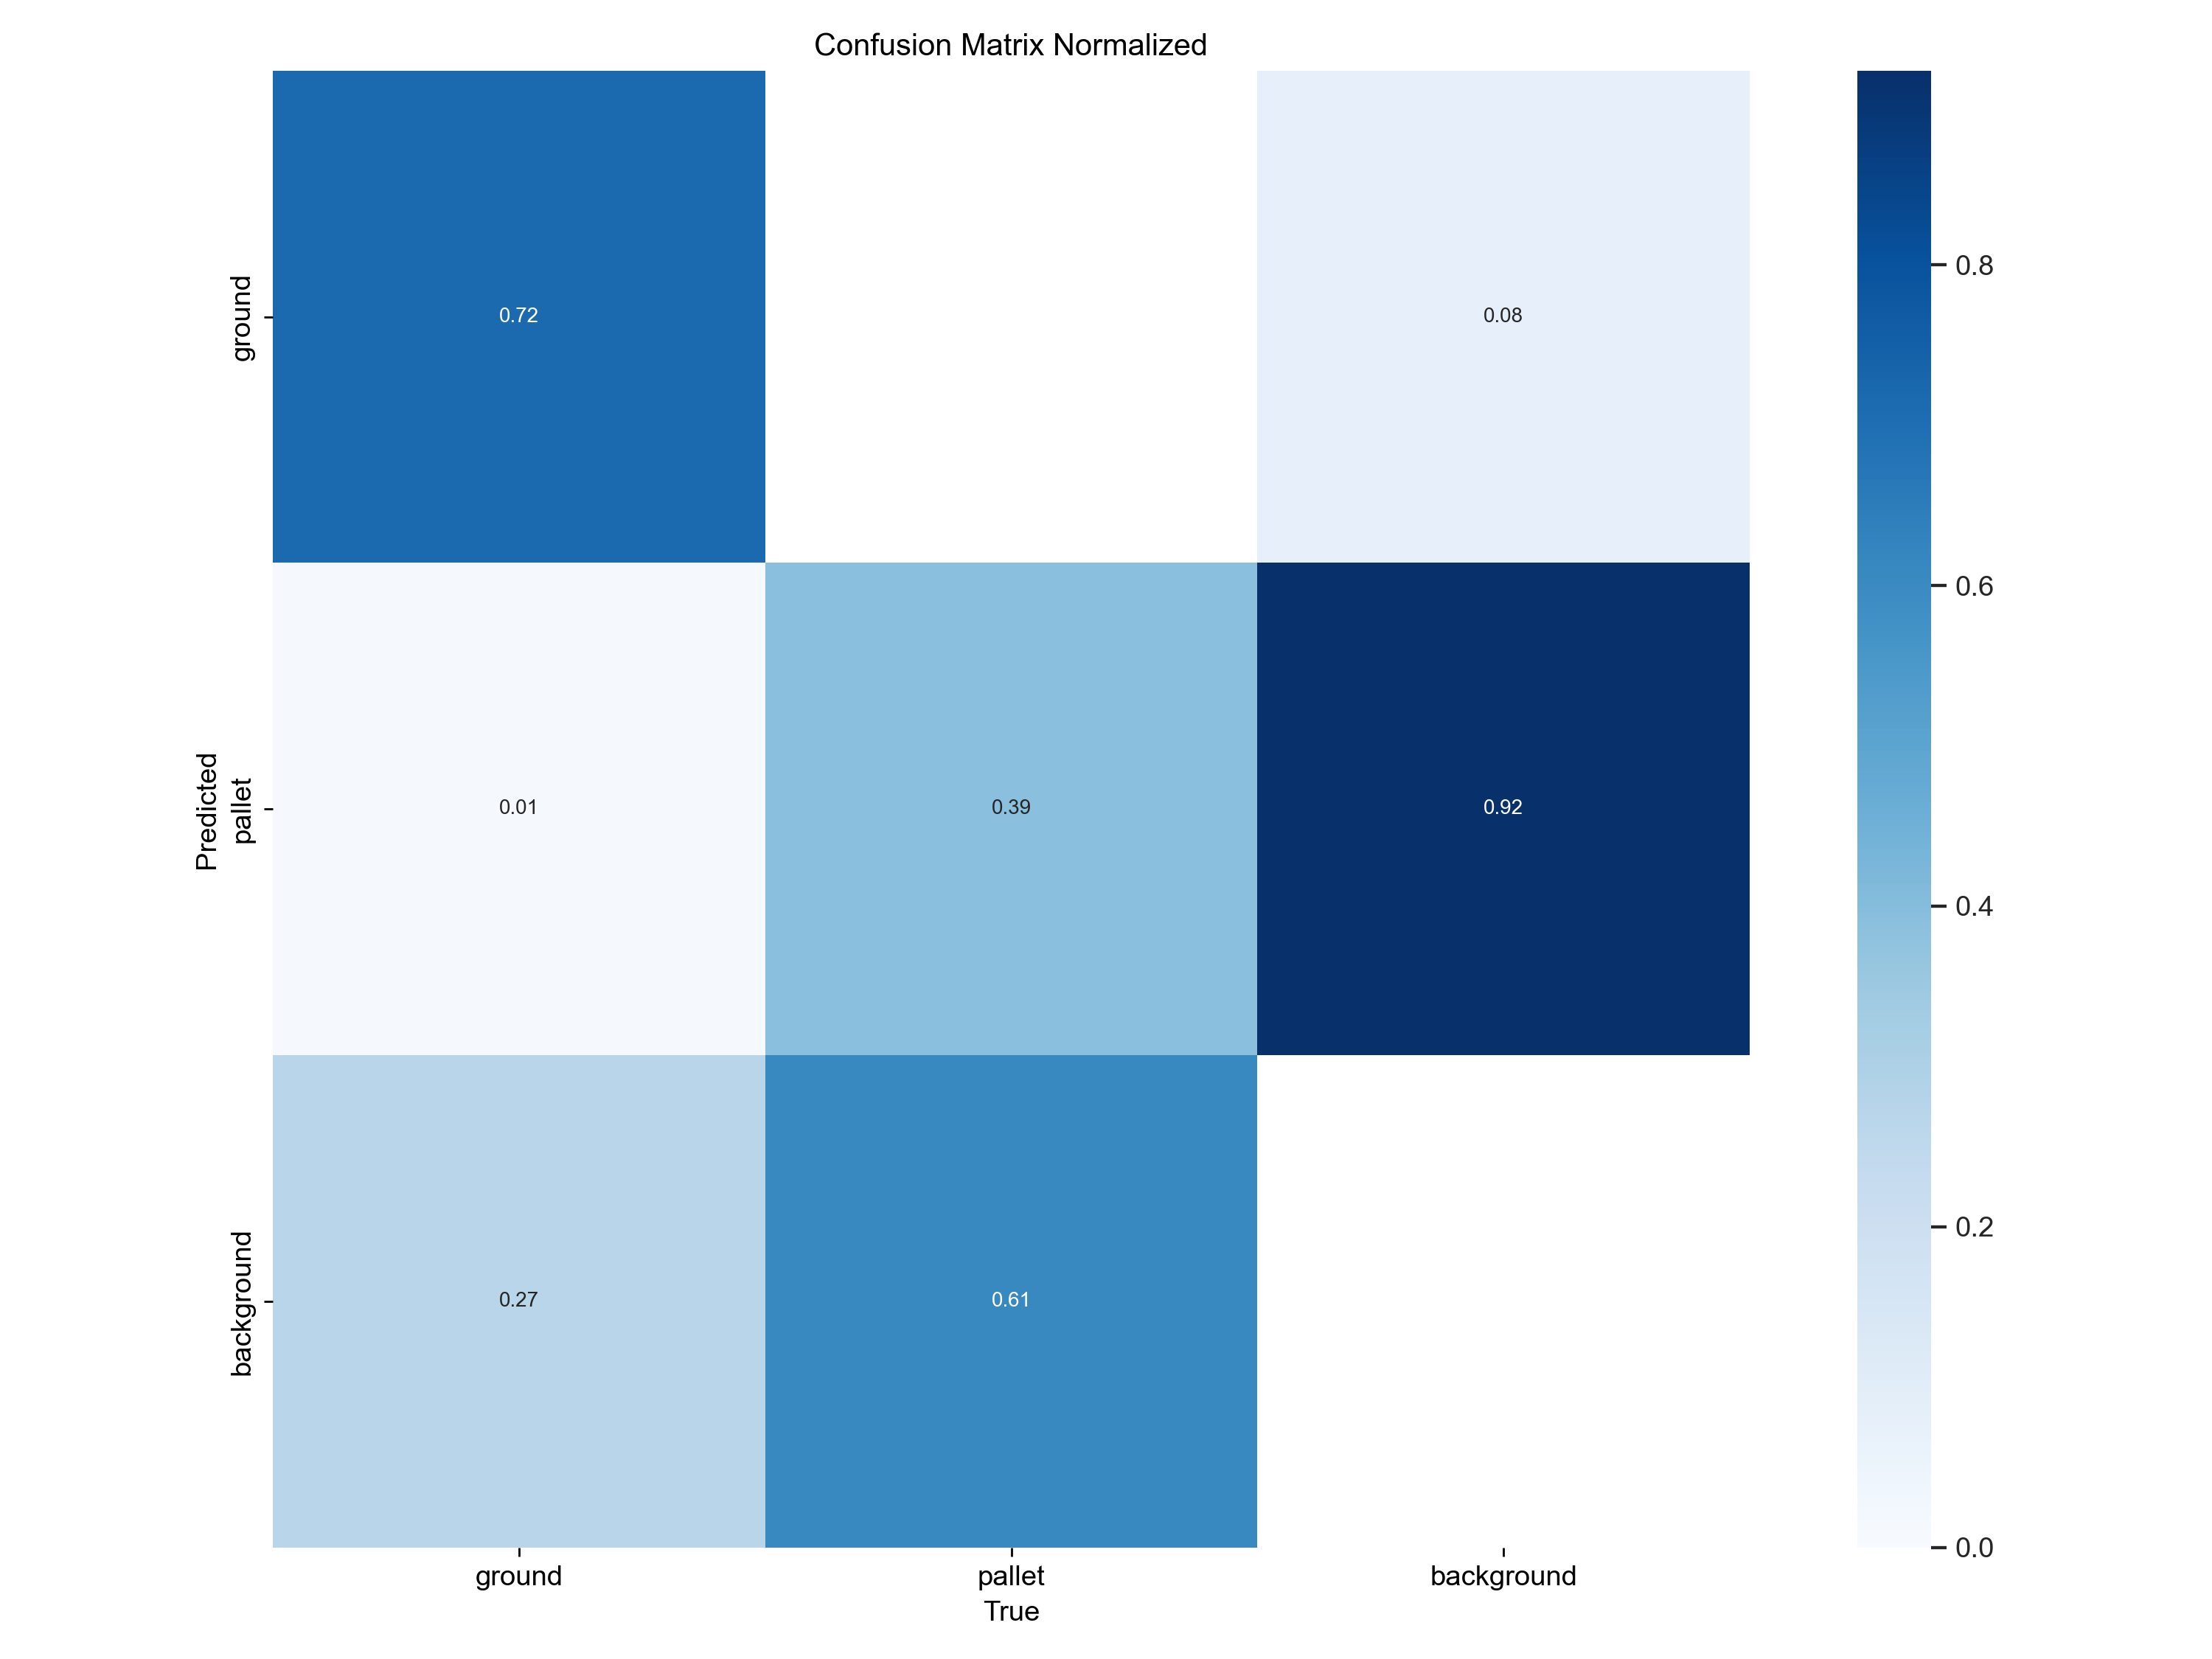 Confusion Matrix Normalized
ground
0.72
0.08
Predicted
pallet
0.01
0.39
0.92
background
0.27
0.61
ground
pallet
background
True
0.8
0.6
0.4
0.2
0.0